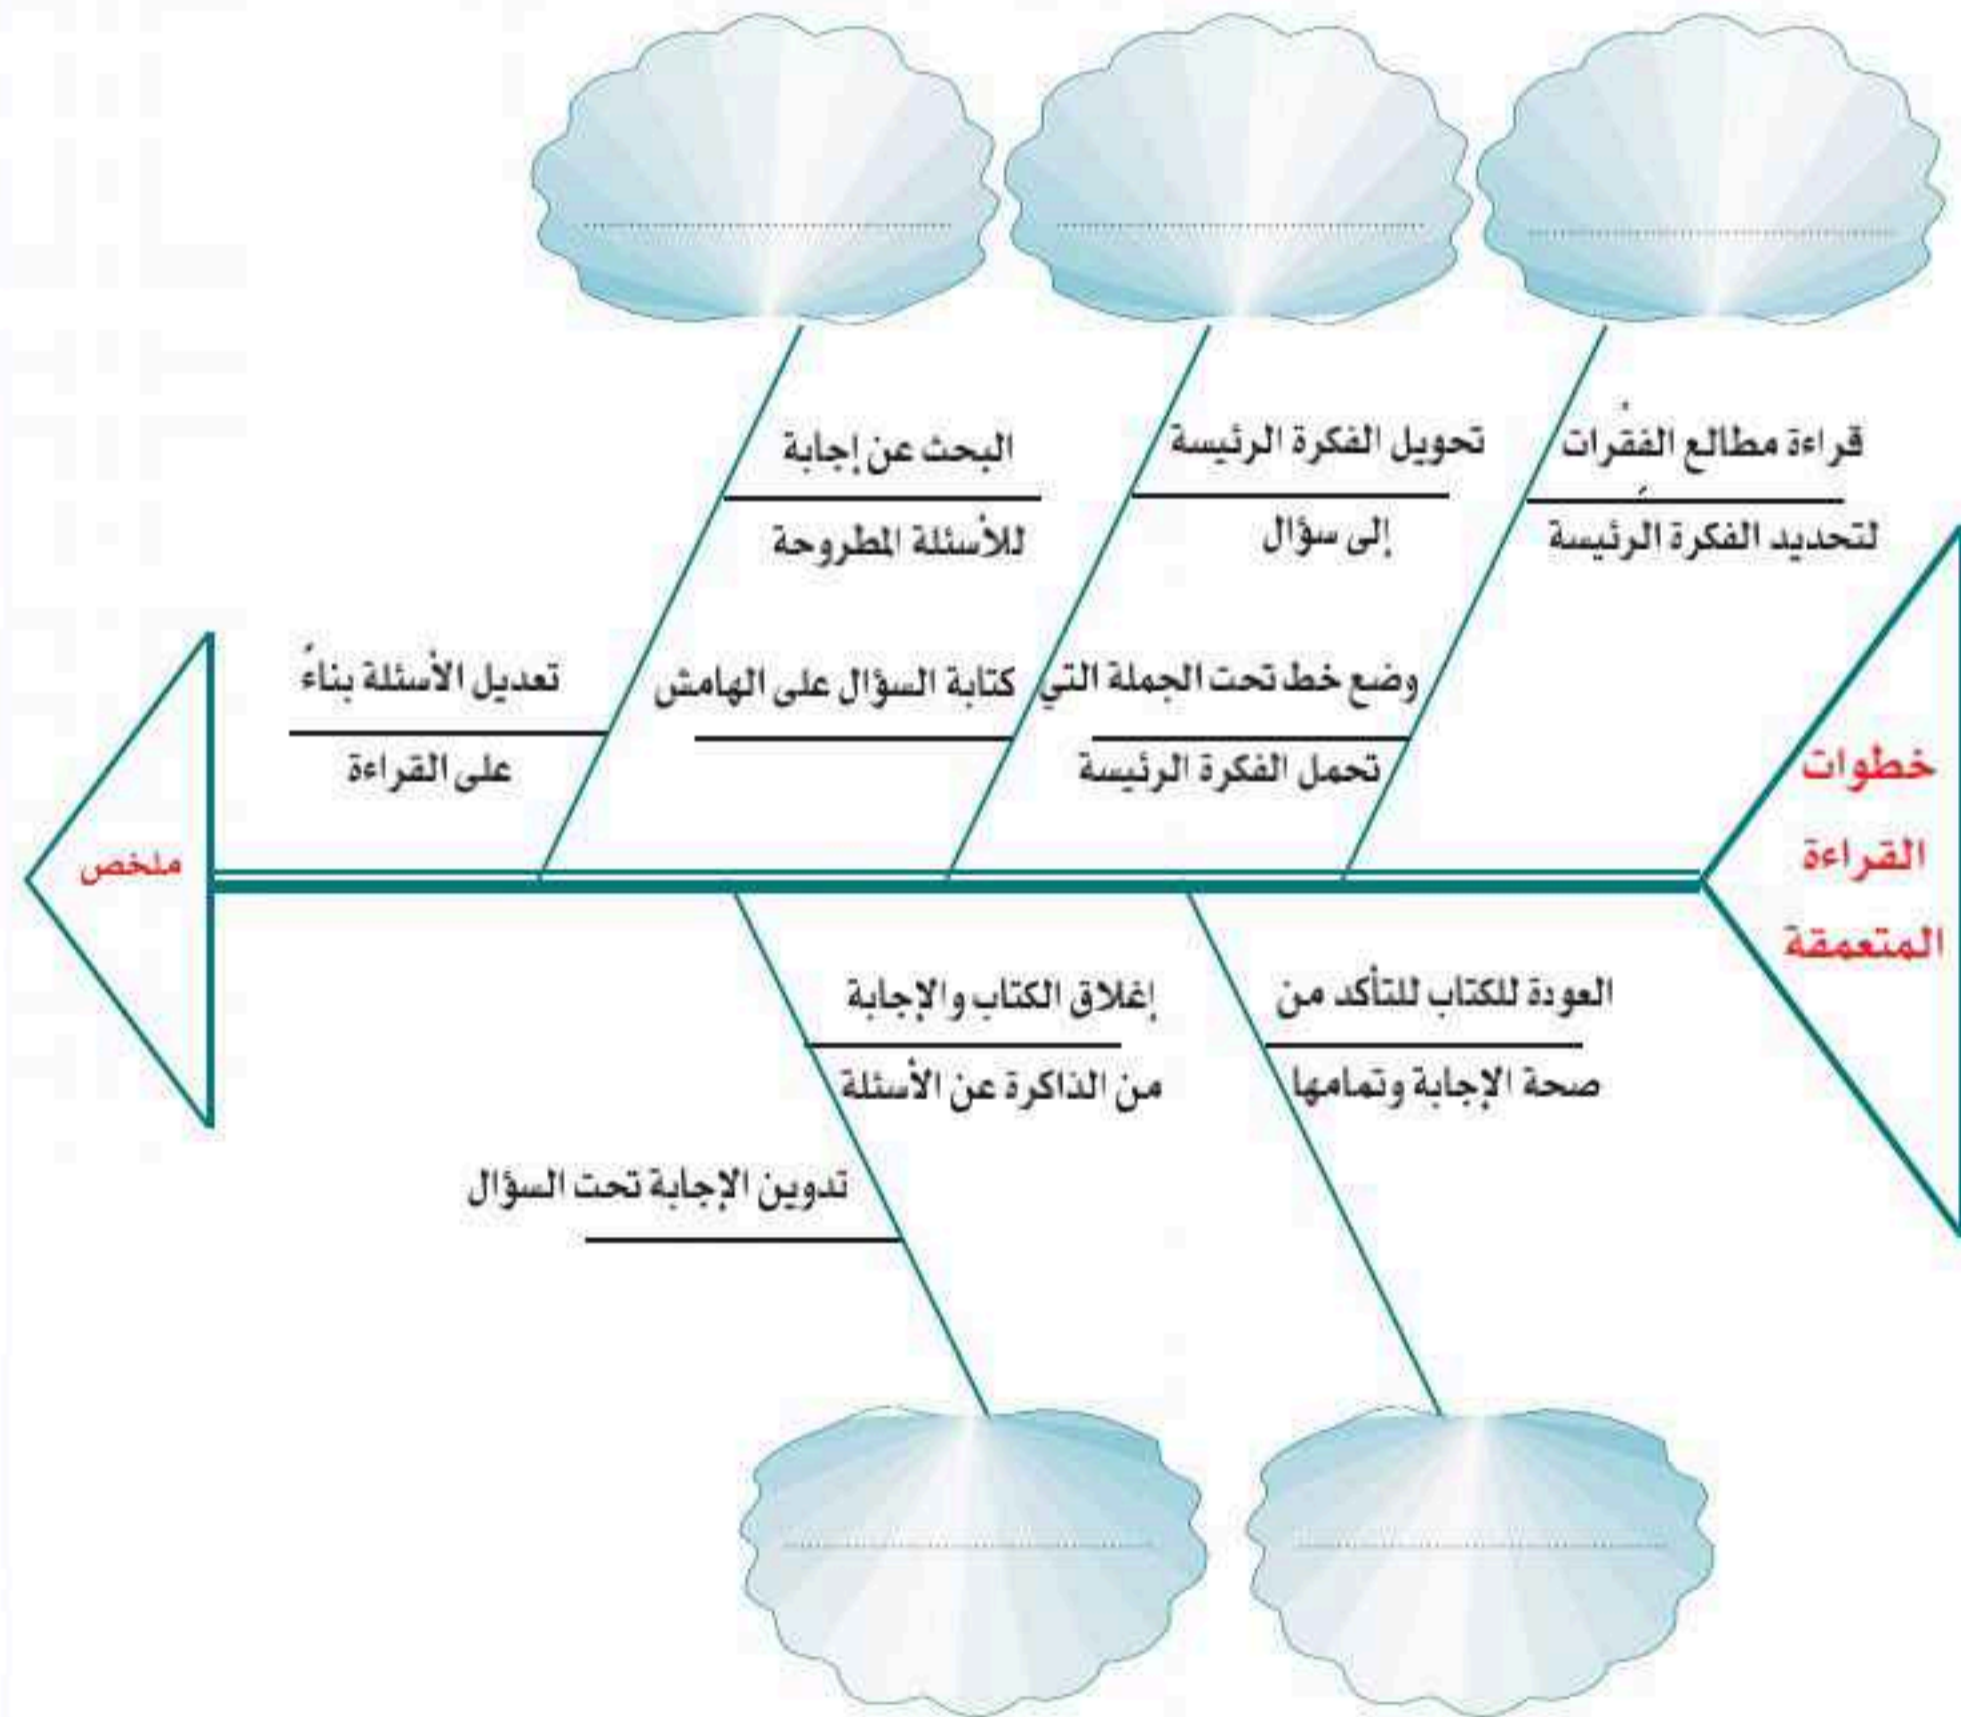 قراءة مطالع الفقرات
لتحديد الفكرة الرئيسة
وضع خط تحت الجملة التي
تحمل الفكرة الرئيسة
تحويل الفكرة الرئيسة
إلى سؤال
كتابة السؤال على الهامش
البحث عن إجابة
للأسئلة المطروحة
تعديل الأسئلة بناءً
على القراءة
خطوات
القراءة
المتعمقة
ملخص
العودة للكتاب للتأكد من
صحة الإجابة وتمامها
إغلاق الكتاب والإجابة
من الذاكرة عن الأسئلة
تدوين الإجابة تحت السؤال